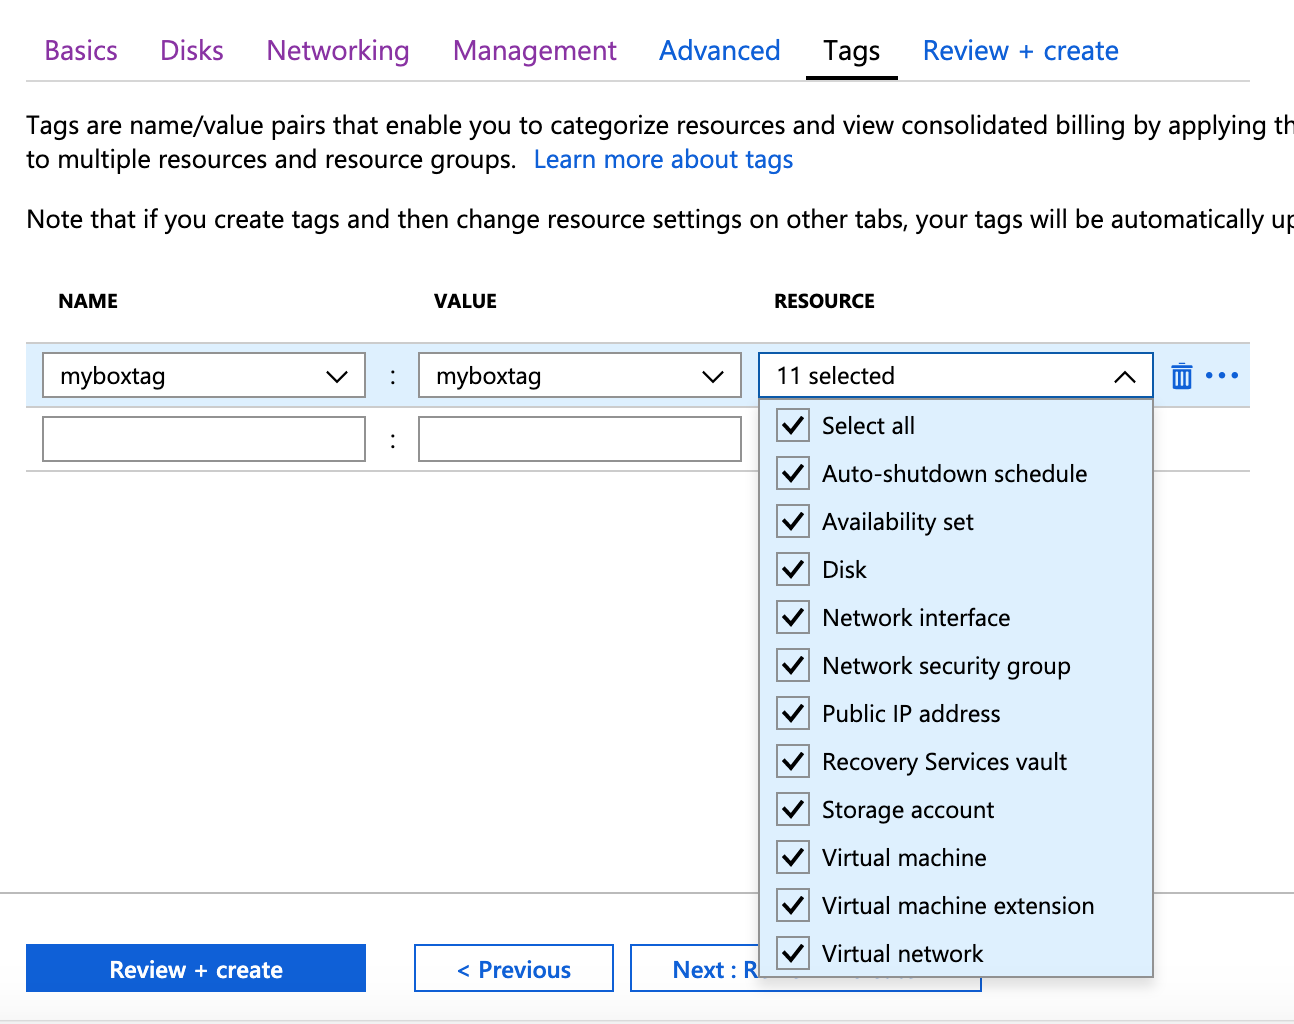 Basics Disks Networking Management Advanced Tags Review + create
Tags are name/value pairs that enable you to categorize resources and view consolidated billing by applying th
to multiple resources and resource groups. Learn more about tags
Note that if you create tags and then change resource settings on other tabs, your tags will be automatically up
NAME VALUE RESOURCE
myboxtag : myboxtag 11 selected
:
Select all
Auto-shutdown schedule
Availability set
Disk
Network interface
Network security group
Public IP address
Recovery Services vault
Storage account
Virtual machine
Virtual machine extension
Virtual network
Review + create < Previous Next : R